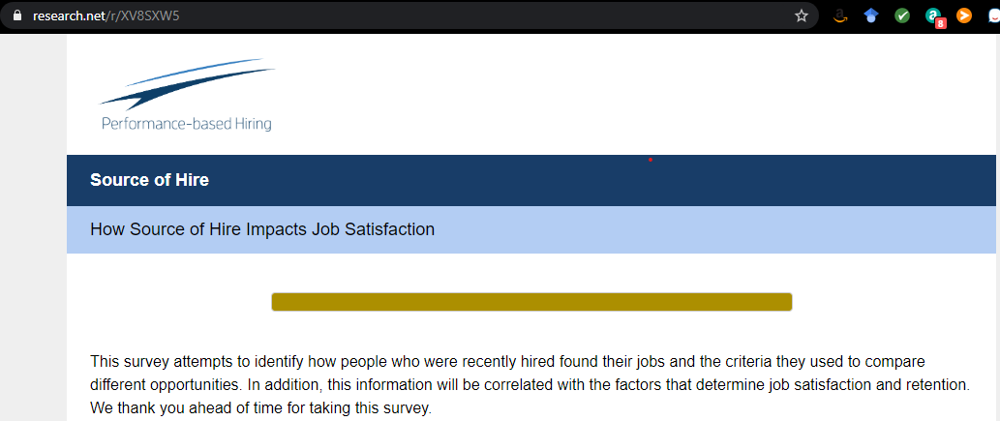 research.net/r/XV8SXW5
8
Performance-based Hiring
Source of Hire
How Source of Hire Impacts Job Satisfaction
This survey attempts to identify how people who were recently hired found their jobs and the criteria they used to compare
different opportunities. In addition, this information will be correlated with the factors that determine job satisfaction and retention.
We thank you ahead of time for taking this survey.